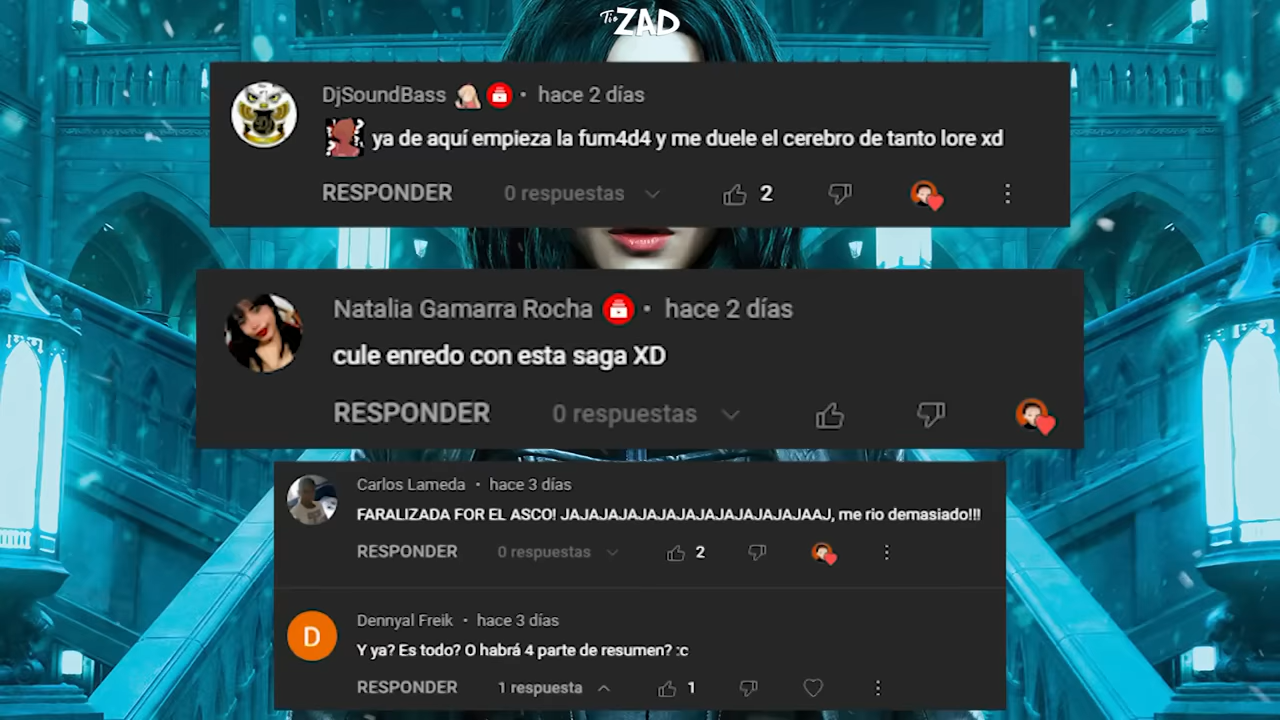 Tío ZAD
DjSoundBass • hace 2 días
ya de aquí empieza la fum4d4 y me duele el cerebro de tanto lore xd
RESPONDER 0 respuestas 2
Natalia Gamarra Rocha • hace 2 días
cule enredo con esta saga XD
RESPONDER 0 respuestas
Carlos Lameda • hace 3 días
FARALIZADA FOR EL ASCO! JAJAJAJAJAJAJAJAJAJAJAJAJAAJ, me rio demasiado!!!
RESPONDER 0 respuestas 2
D
Dennyal Freik • hace 3 días
Y ya? Es todo? O habrá 4 parte de resumen? :c
RESPONDER 1 respuesta 1